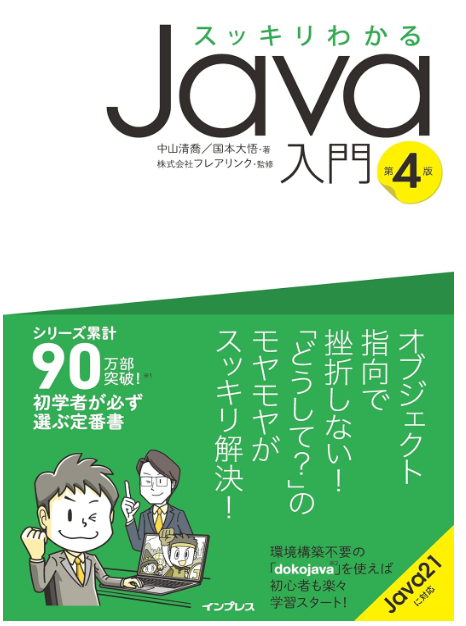 スッキリわかる
Java
入門
第4版
中山清喬／国本大悟・著
株式会社フレアリンク・監修
オブジェクト
指向で
挫折しない！
「どうして？」の
モヤモヤが
スッキリ解決！
シリーズ累計
90万部
突破！
初学者が必ず
選ぶ定番書
環境構築不要の
「dokojava」を使えば
初心者も楽々
学習スタート！
Java21
に対応
インプレス